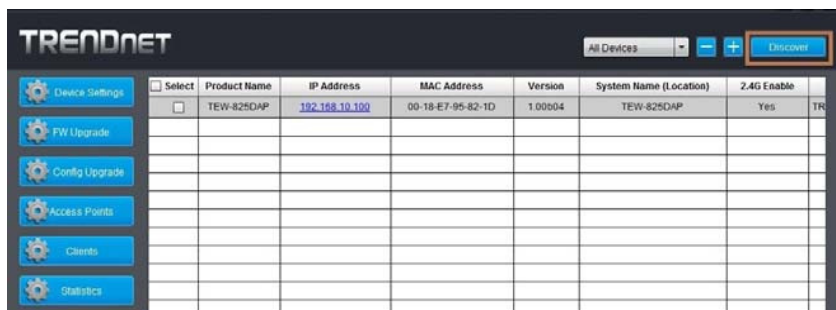 TRENDNET
All Devices
Discover
Device Settings
FW Upgrade
Config Upgrade
Access Points
Clients
Statistics
Select Product Name IP Address MAC Address Version System Name (Location) 2.4G Enable
TEW-825DAP 192.168.10.100 00-18-E7-95-82-1D 1.00b04 TEW-825DAP Yes TR